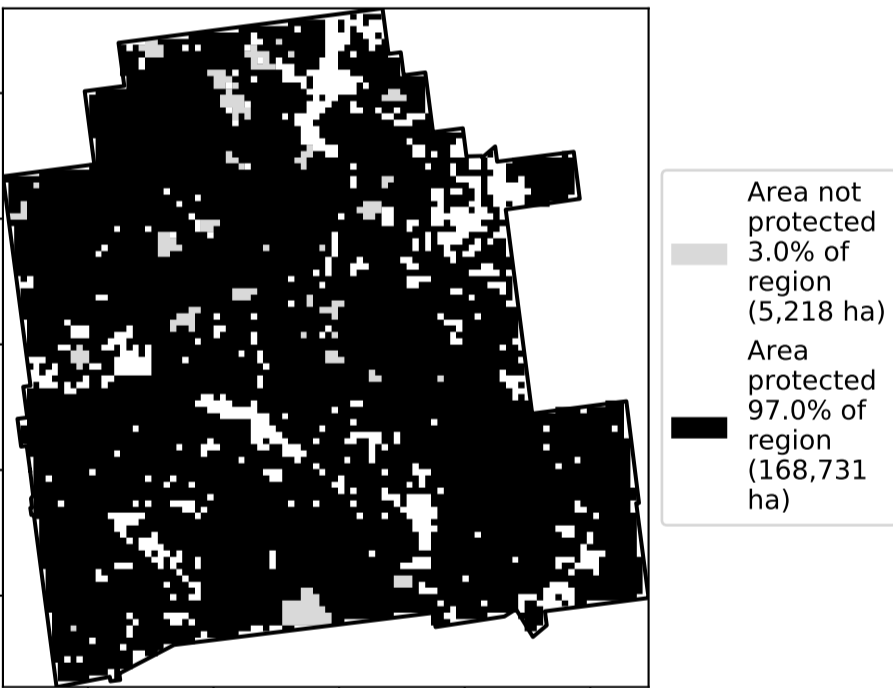 Area not
protected
3.0% of
region
(5,218 ha)
Area
protected
97.0% of
region
(168,731
ha)